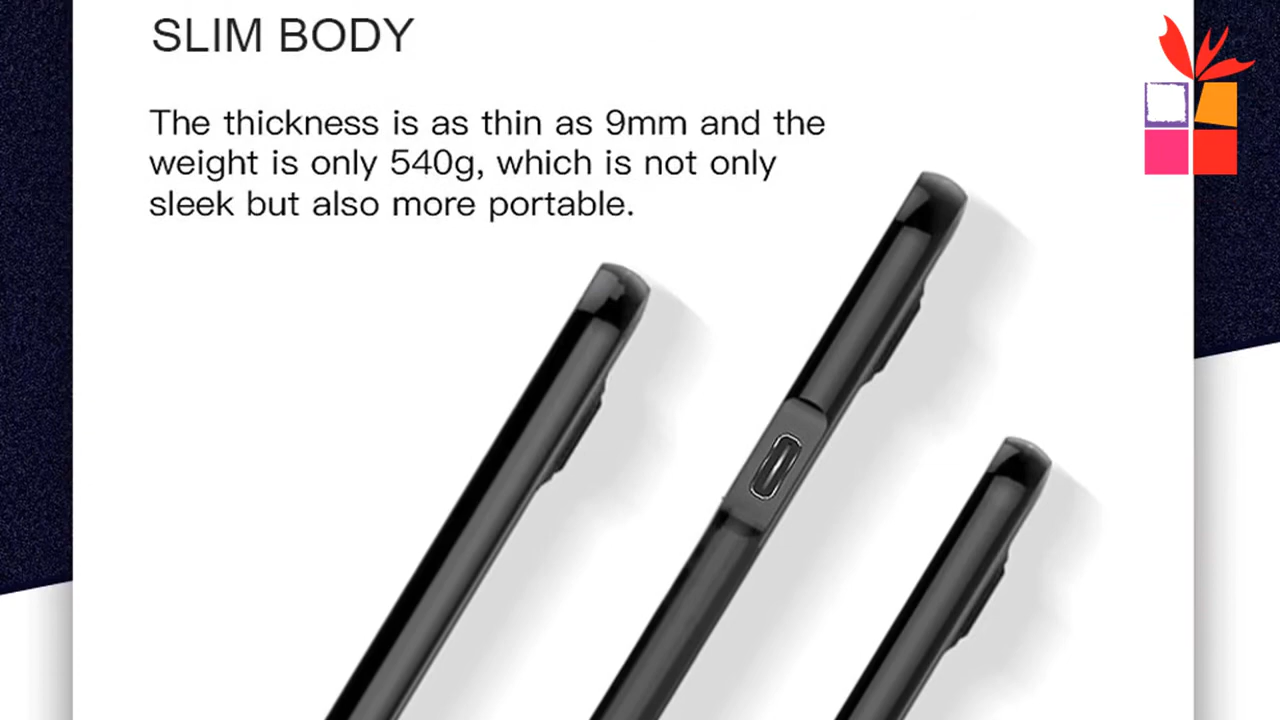 SLIM BODY
The thickness is as thin as 9mm and the
weight is only 540g, which is not only
sleek but also more portable.